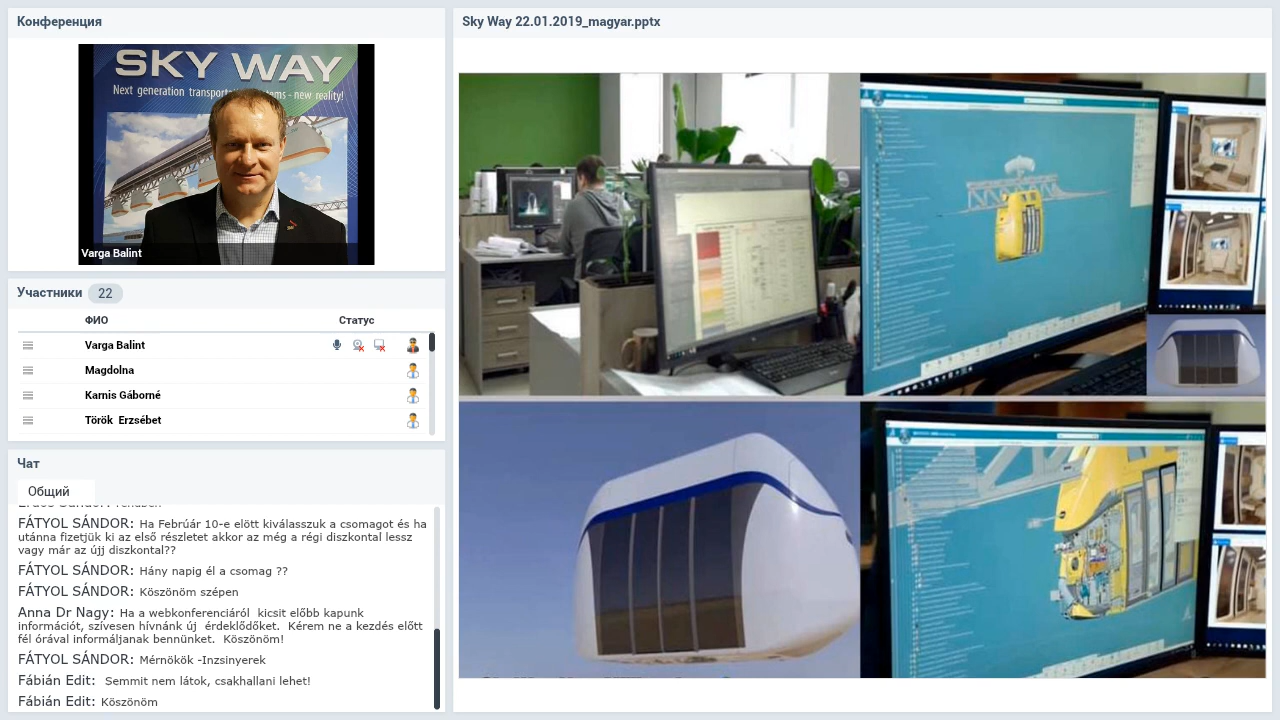 Конференция
SKY WAY
Next generation transport systems - new reality!
Varga Balint
Участники 22
ФИО Статус
Varga Balint
Magdolna
Karnis Gáborné
Török Erzsébet
Чат
Общий
FÁTYOL SÁNDOR: Ha Február 10-e elött kiválasszuk a csomagot és ha
utánna fizetjük ki az első részletet akkor az még a régi diszkontal lessz
vagy már az újj diszkontal??
FÁTYOL SÁNDOR: Hány napig él a csomag ??
FÁTYOL SÁNDOR: Köszönöm szépen
Anna Dr Nagy: Ha a webkonferenciáról kicsit előbb kapunk
információt, szívesen hívnánk új érdeklődőket. Kérem ne a kezdés előtt
fél órával informáljanak bennünket. Köszönöm!
FÁTYOL SÁNDOR: Mérnökök -Inzsinyerek
Fábián Edit: Semmit nem látok, csakhallani lehet!
Fábián Edit: Köszönöm
Sky Way 22.01.2019_magyar.pptx